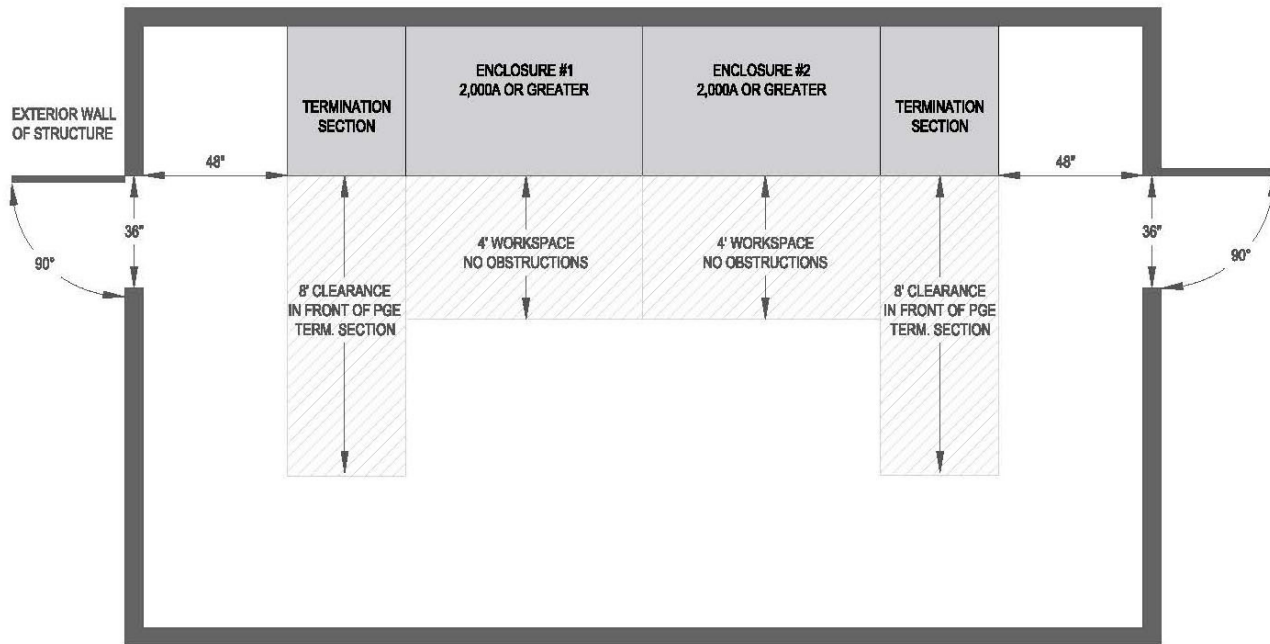 ENCLOSURE #1
2,000A OR GREATER
ENCLOSURE #2
2,000A OR GREATER
TERMINATION
SECTION
TERMINATION
SECTION
EXTERIOR WALL
OF STRUCTURE
48"
48"
36"
36"
90°
90°
4' WORKSPACE
NO OBSTRUCTIONS
4' WORKSPACE
NO OBSTRUCTIONS
8' CLEARANCE
IN FRONT OF PGE
TERM. SECTION
8' CLEARANCE
IN FRONT OF PGE
TERM. SECTION